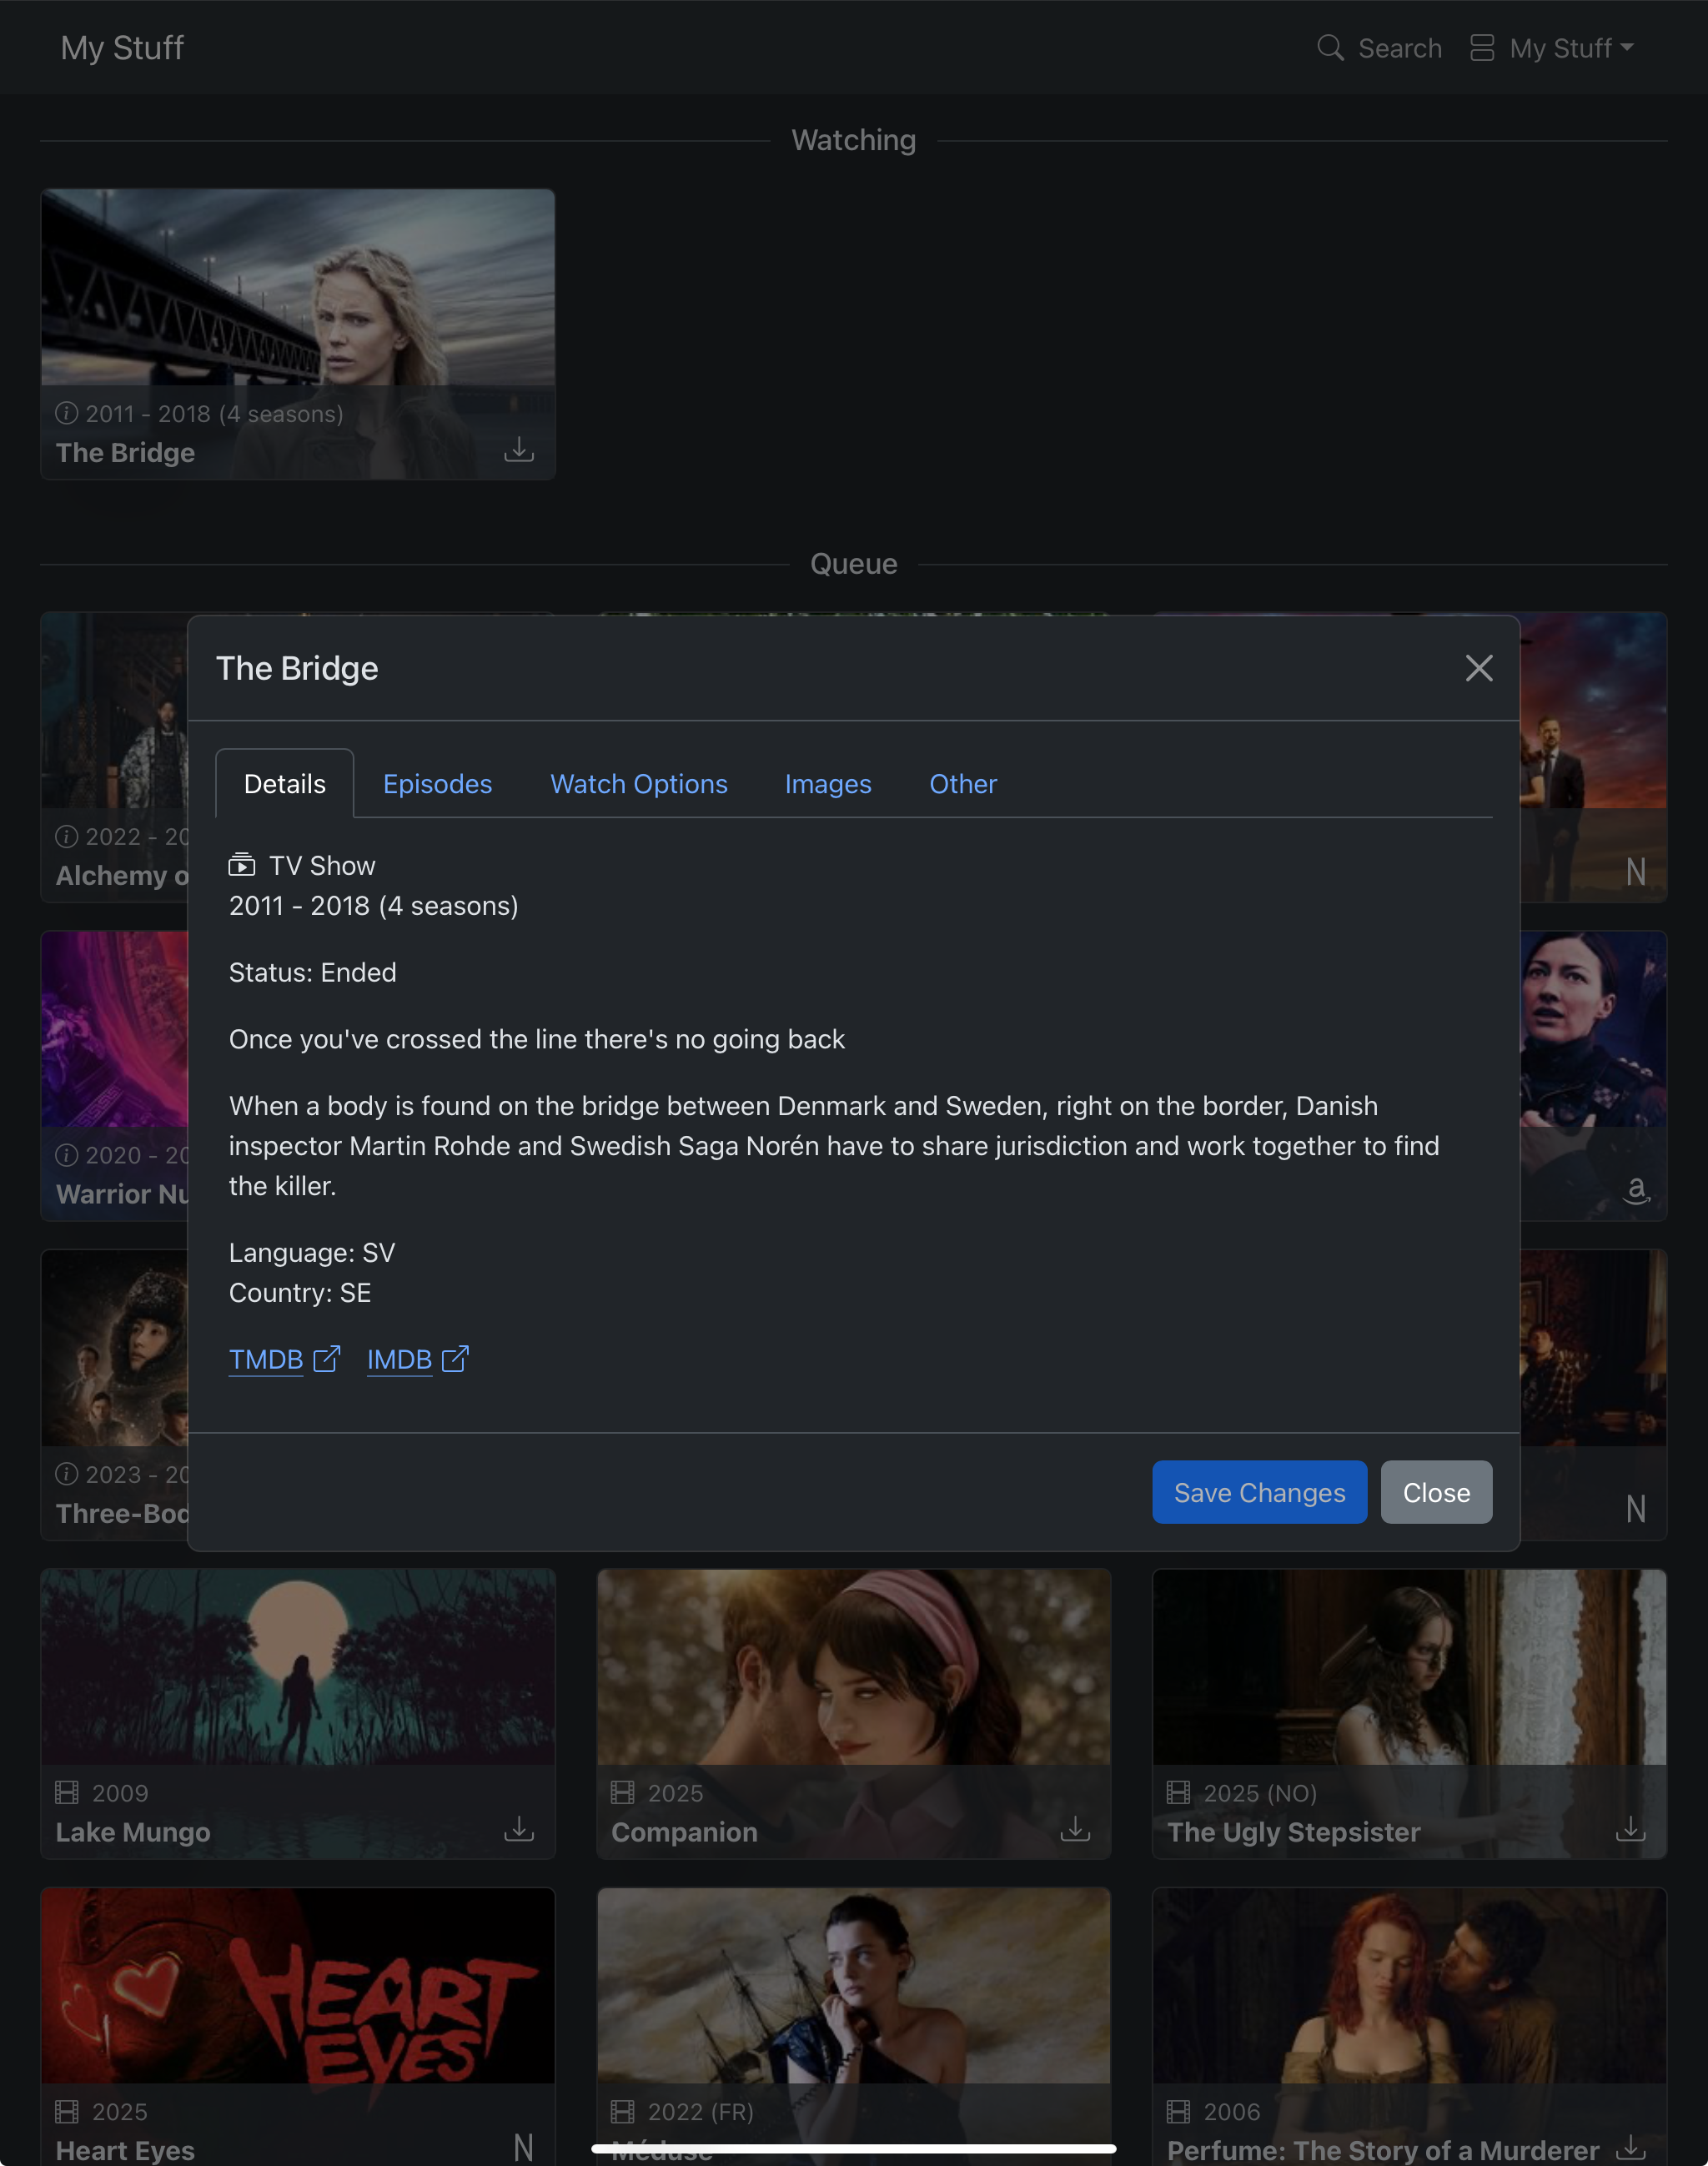 My Stuff
Search
My Stuff
Watching
2011 - 2018 (4 seasons)
The Bridge
Queue
2022 - 20
Alchemy o
N
2020 - 20
Warrior Nu
a
2023 - 20
Three-Bod
N
The Bridge
Details
Episodes
Watch Options
Images
Other
TV Show
2011 - 2018 (4 seasons)
Status: Ended
Once you've crossed the line there's no going back
When a body is found on the bridge between Denmark and Sweden, right on the border, Danish
inspector Martin Rohde and Swedish Saga Norén have to share jurisdiction and work together to find
the killer.
Language: SV
Country: SE
TMDB
IMDB
Save Changes
Close
2009
Lake Mungo
2025
Companion
2025 (NO)
The Ugly Stepsister
HEART
EYES
2025
Heart Eyes
N
2022 (FR)
Méduse
2006
Perfume: The Story of a Murderer